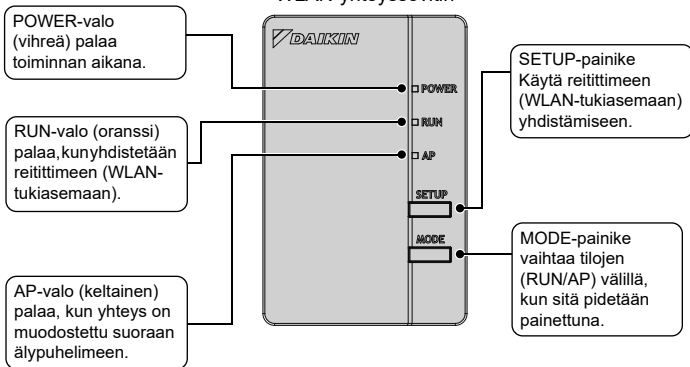 POWER-valo
(vihreä) palaa
toiminnan aikana.
RUN-valo (oranssi)
palaa,kunyhdistetään
reitittimeen (WLAN-
tukiasemaan).
AP-valo (keltainen)
palaa, kun yhteys on
muodostettu suoraan
älypuhelimeen.
DAIKIN
POWER
RUN
AP
SETUP
MODE
SETUP-painike
Käytä reitittimeen
(WLAN-tukiasemaan)
yhdistämiseen.
MODE-painike
vaihtaa tilojen
(RUN/AP) välillä,
kun sitä pidetään
painettuna.